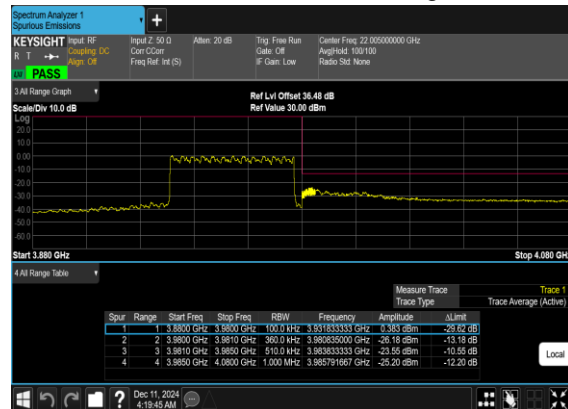 Spectrum Analyzer 1
Spurious Emissions
+
KEYSIGHT Input: RF Input Z: 50 Ω Atten: 20 dB Trig: Free Run Center Freq: 22.005000000 GHz
R T Coupling: DC Corr CCorr Gate: Off Avg|Hold: 100/100
Align: Off Freq Ref: Int (S) IF Gain: Low Radio Std: None
LXI PASS
3 All Range Graph
Ref Lvl Offset 36.48 dB
Scale/Div 10.0 dB Ref Value 30.00 dBm
Log
20.0
10.0
0.00
-10.0
-20.0
-30.0
-40.0
-50.0
-60.0
Start 3.880 GHz Stop 4.080 GH
4 All Range Table
Measure Trace Trace 1
Trace Type Trace Average (Active)
Spur Range Start Freq Stop Freq RBW Frequency Amplitude ΔLimit
1 1 3.8800 GHz 3.9800 GHz 100.0 kHz 3.931833333 GHz 0.383 dBm -29.62 dB
2 2 3.9800 GHz 3.9810 GHz 360.0 kHz 3.980835000 GHz -26.18 dBm -13.18 dB
3 3 3.9810 GHz 3.9850 GHz 510.0 kHz 3.983833333 GHz -23.55 dBm -10.55 dB
4 4 3.9850 GHz 4.0800 GHz 1.000 MHz 3.985791667 GHz -25.20 dBm -12.20 dB
Local
? Dec 11, 2024
4:19:45 AM